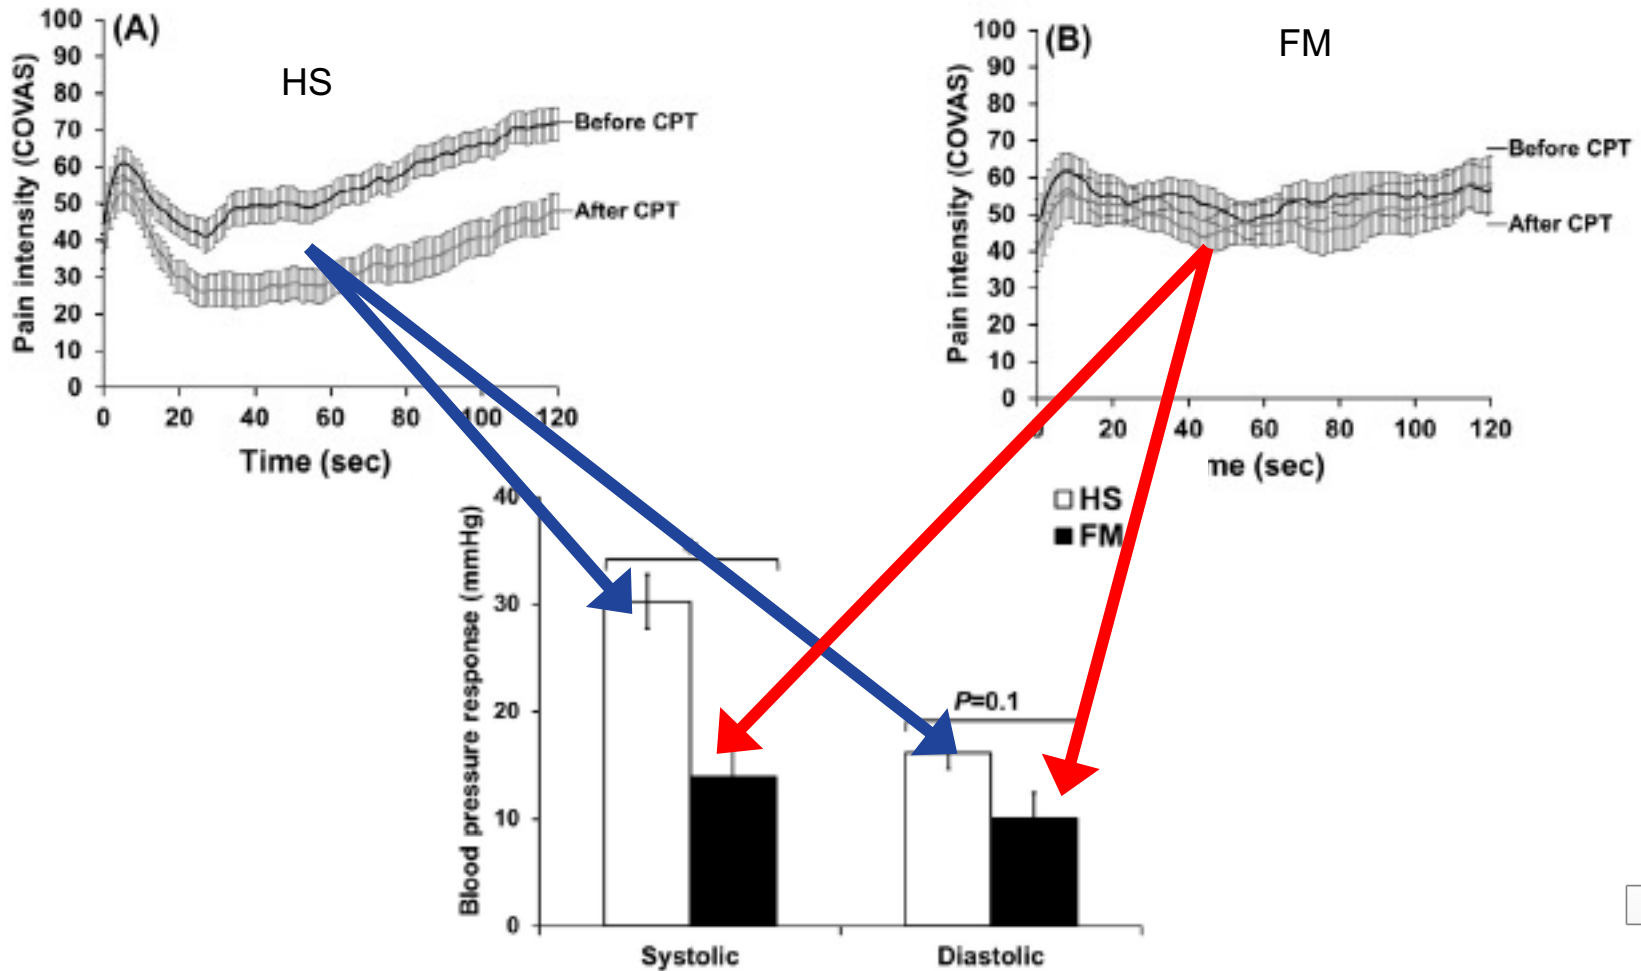 (A)
HS
Pain intensity (COVAS)
100
90
80
70
60
50
40
30
20
10
0
Before CPT
After CPT
0 20 40 60 80 100 120
Time (sec)
(B)
FM
Pain intensity (COVAS)
100
90
80
70
60
50
40
30
20
10
0
Before CPT
After CPT
20 40 60 80 100 120
me (sec)
HS
FM
Blood pressure response (mmHg)
40
30
20
10
0
P=0.1
Systolic Diastolic